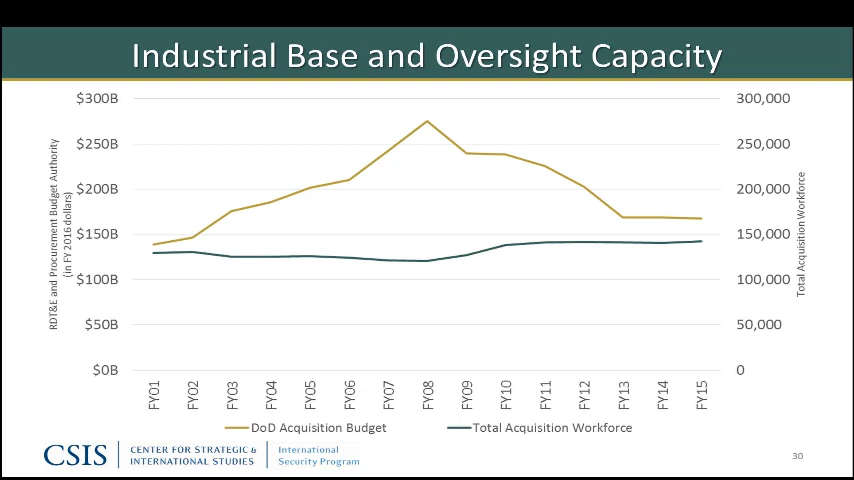 Industrial Base and Oversight Capacity
RDT&E and Procurement Budget Authority
(in FY 2016 dollars)
$300B
$250B
$200B
$150B
$100B
$50B
$0B
300,000
250,000
200,000
150,000
100,000
50,000
0
Total Acquisition Workforce
FY01 FY02 FY03 FY04 FY05 FY06 FY07 FY08 FY09 FY10 FY11 FY12 FY13 FY14 FY15
DoD Acquisition Budget Total Acquisition Workforce
CSIS
CENTER FOR STRATEGIC &
INTERNATIONAL STUDIES
International
Security Program
30